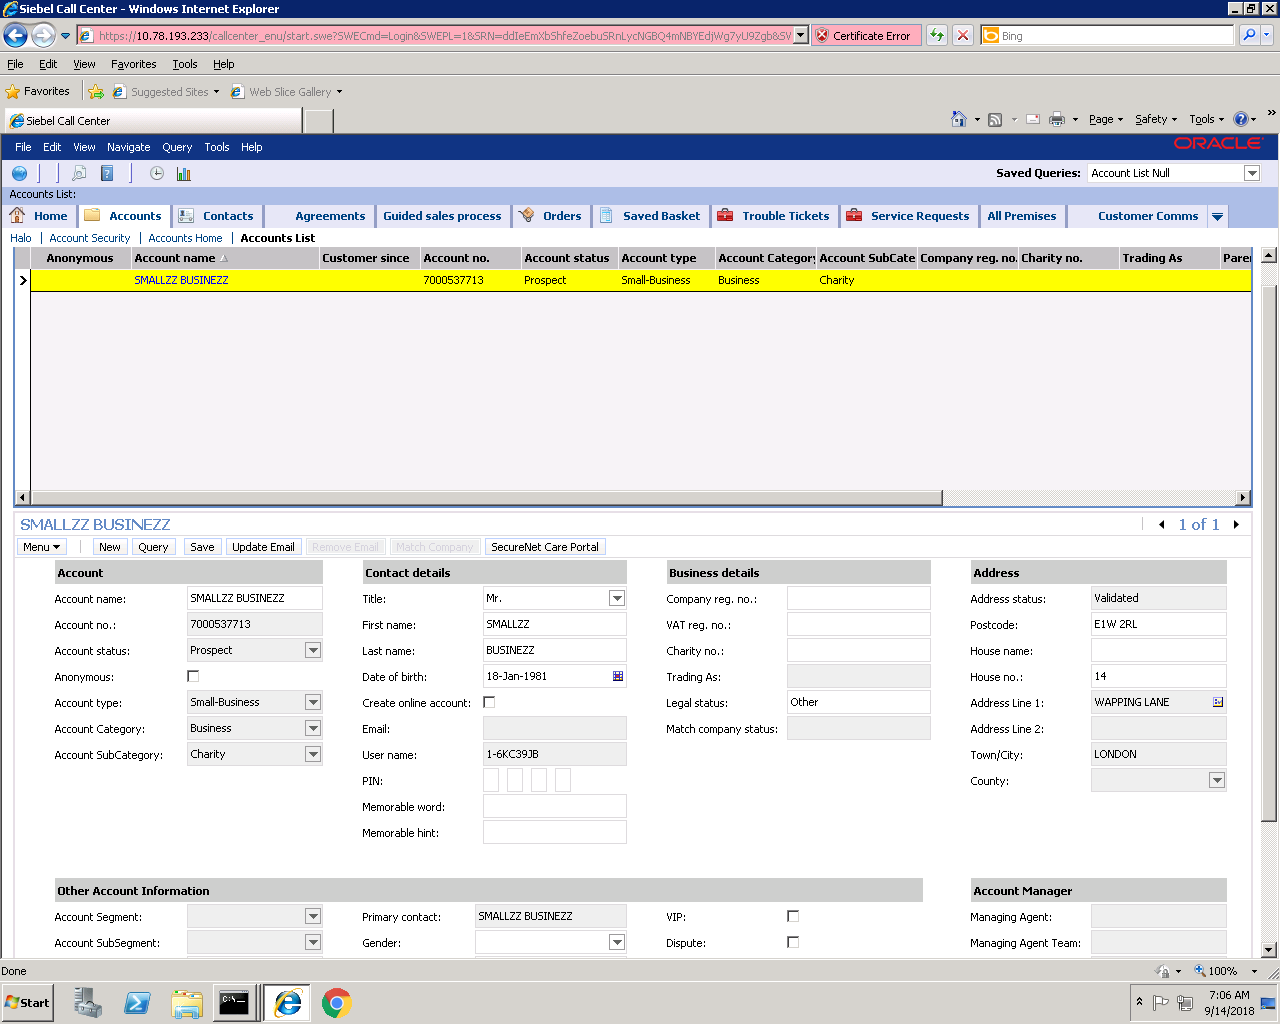 Siebel Call Center - Windows Internet Explorer
https://10.78.193.233/callcenter_enu/start.swe?SWECmd=Login&SWEPL=1&SRN= Certificate Error Bing
File Edit View Favorites Tools Help
Favorites Suggested Sites Web Slice Gallery
Siebel Call Center Page Safety Tools
File Edit View Navigate Query Tools Help ORACLE
Saved Queries: Account List Null
Accounts List:
Home Accounts Contacts Agreements Guided sales process Orders Saved Basket Trouble Tickets Service Requests All Premises Customer Comms
Halo Account Security Accounts Home Accounts List
Anonymous Account name Customer since Account no. Account status Account type Account Category Account SubCate Company reg. no. Charity no. Trading As Pare
SMALLZZ BUSINEZZ 7000537713 Prospect Small-Business Business Charity
SMALLZZ BUSINEZZ 1 of 1
Menu New Query Save Update Email Remove Email Match Company SecureNet Care Portal
Account Contact details Business details Address
Account name: SMALLZZ BUSINEZZ Title: Mr. Company reg. no.: Address status: Validated
Account no.: 7000537713 First name: SMALLZZ VAT reg. no.: Postcode: E1W 2RL
Account status: Prospect Last name: BUSINEZZ Charity no.: House name:
Anonymous: Date of birth: 18-Jan-1981 Trading As: House no.: 14
Account type: Small-Business Create online account: Legal status: Other Address Line 1: WAPPING LANE
Account Category: Business Email: Match company status: Address Line 2:
Account SubCategory: Charity User name: 1-6KC39JB Town/City: LONDON
PIN: County:
Memorable word:
Memorable hint:
Other Account Information Account Manager
Account Segment: Primary contact: SMALLZZ BUSINEZZ VIP: Managing Agent:
Account SubSegment: Gender: Dispute: Managing Agent Team:
Done 100%
Start 7:06 AM
9/14/2018